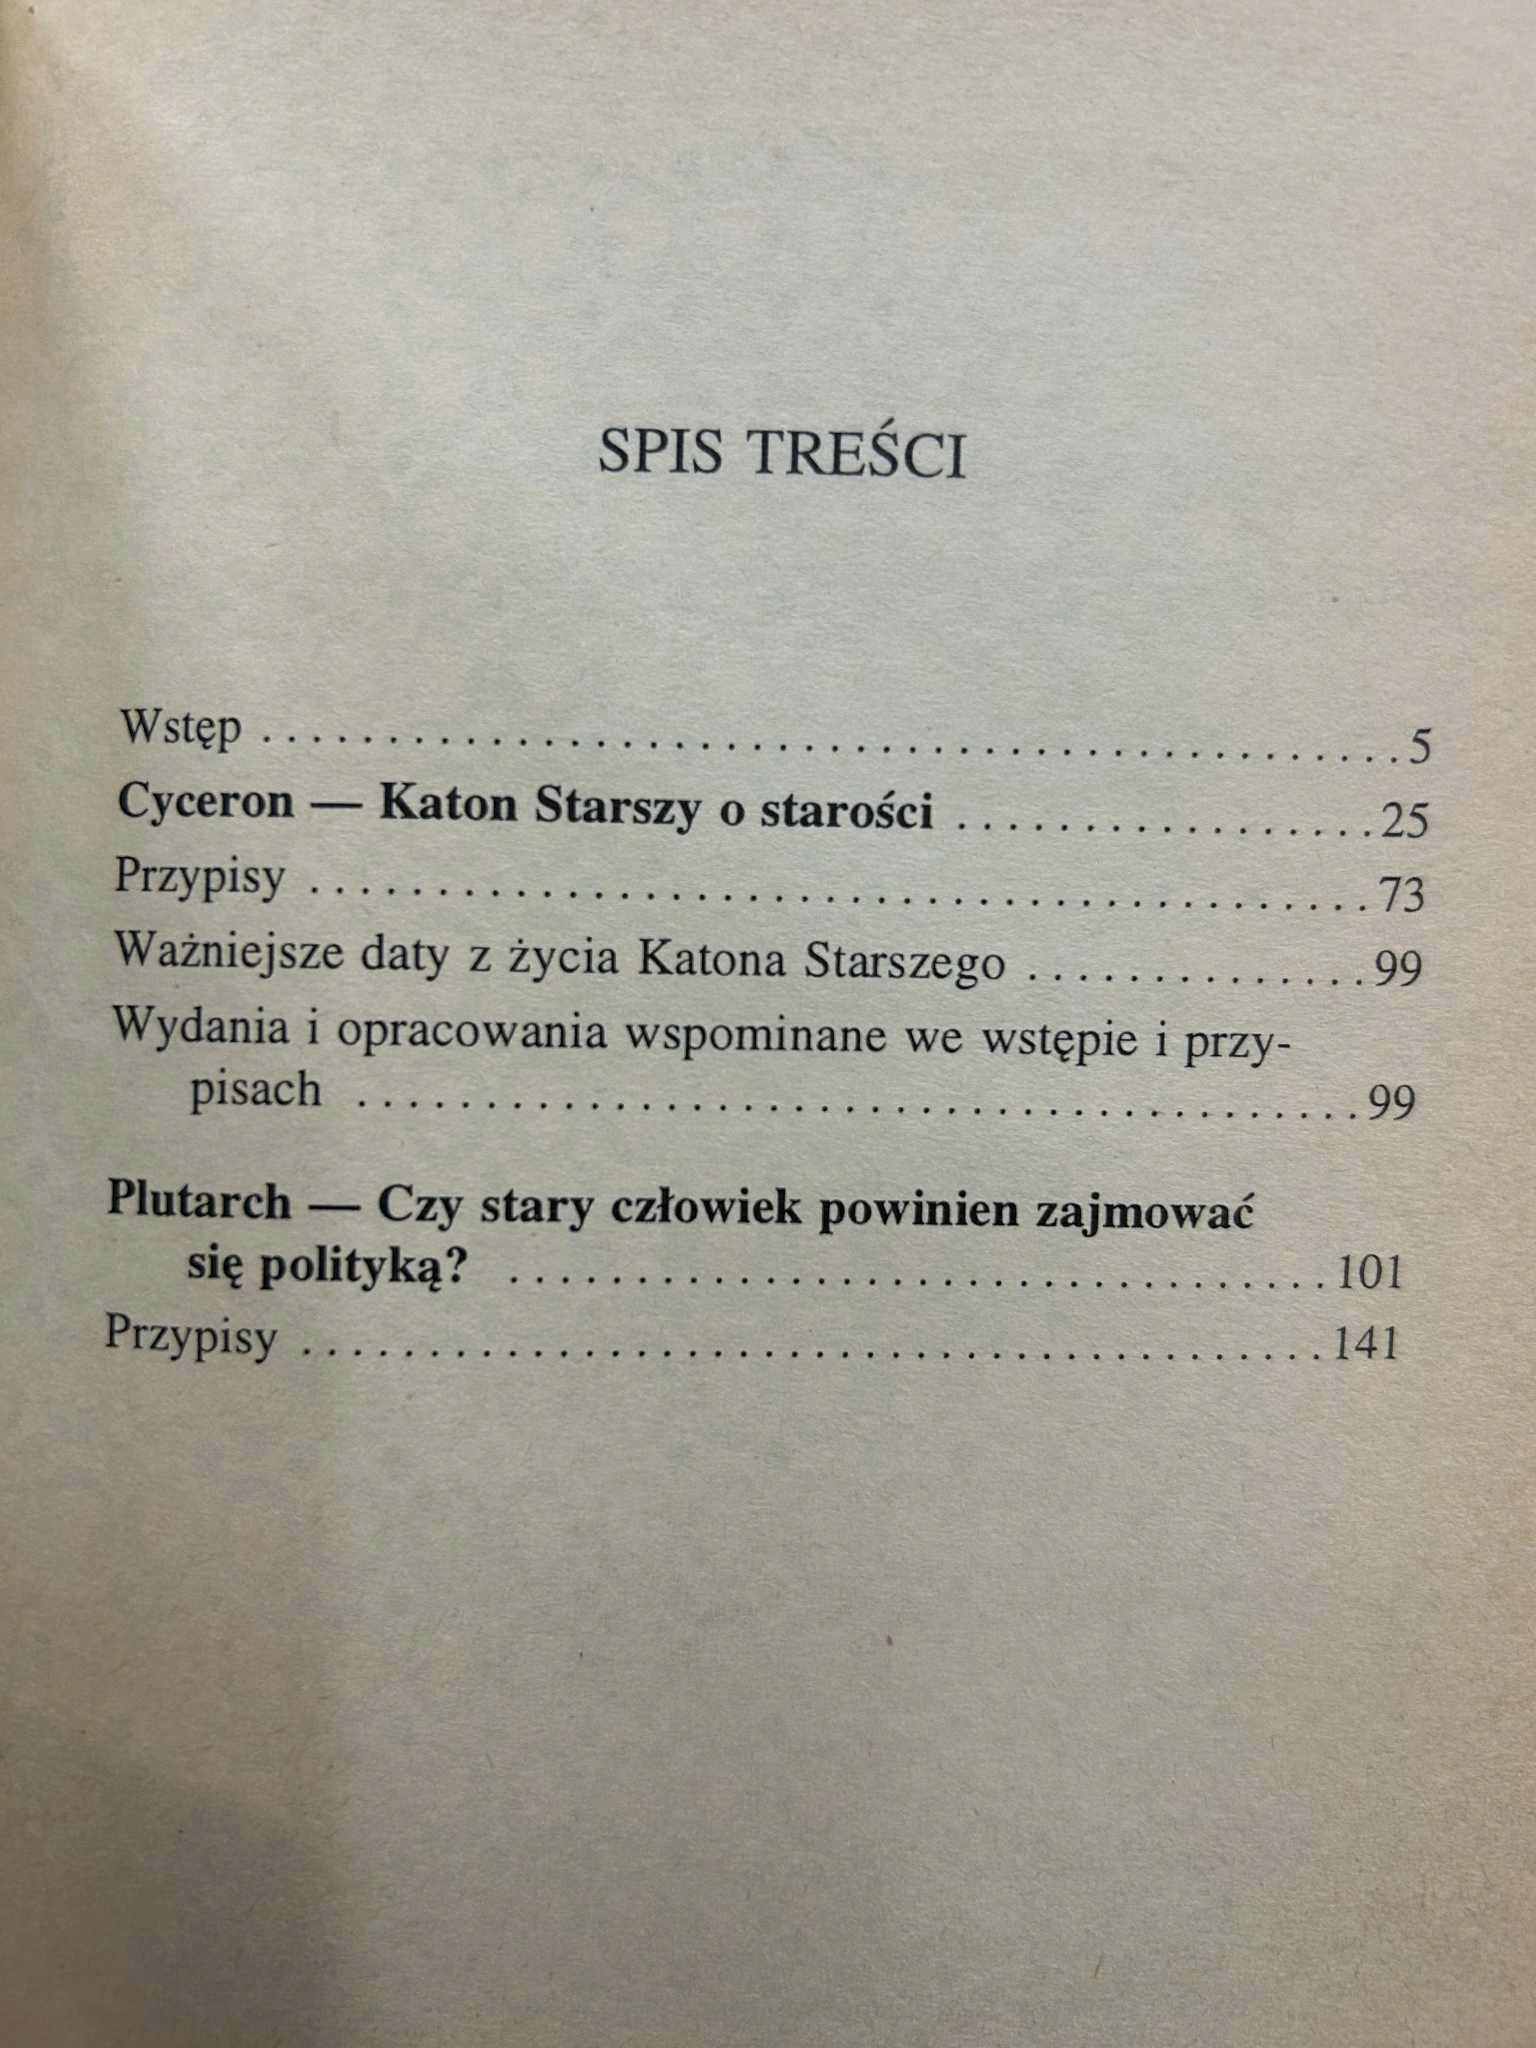 SPIS TREŚCI
Wstęp . . . . . . . . . . . . . . . . . . . . . . . . . . . . . . . . . . . . . . . . . . . . 5
Cyceron — Katon Starszy o starości . . . . . . . . . . . . . . . . . 25
Przypisy . . . . . . . . . . . . . . . . . . . . . . . . . . . . . . . . . . . . . . . . . 73
Ważniejsze daty z życia Katona Starszego . . . . . . . . . . . . . . 99
Wydania i opracowania wspominane we wstępie i przy-
pisach . . . . . . . . . . . . . . . . . . . . . . . . . . . . . . . . . . . . . . . 99
Plutarch — Czy stary człowiek powinien zajmować
się polityką? . . . . . . . . . . . . . . . . . . . . . . . . . . . . . . . . 101
Przypisy . . . . . . . . . . . . . . . . . . . . . . . . . . . . . . . . . . . . . . . . 141